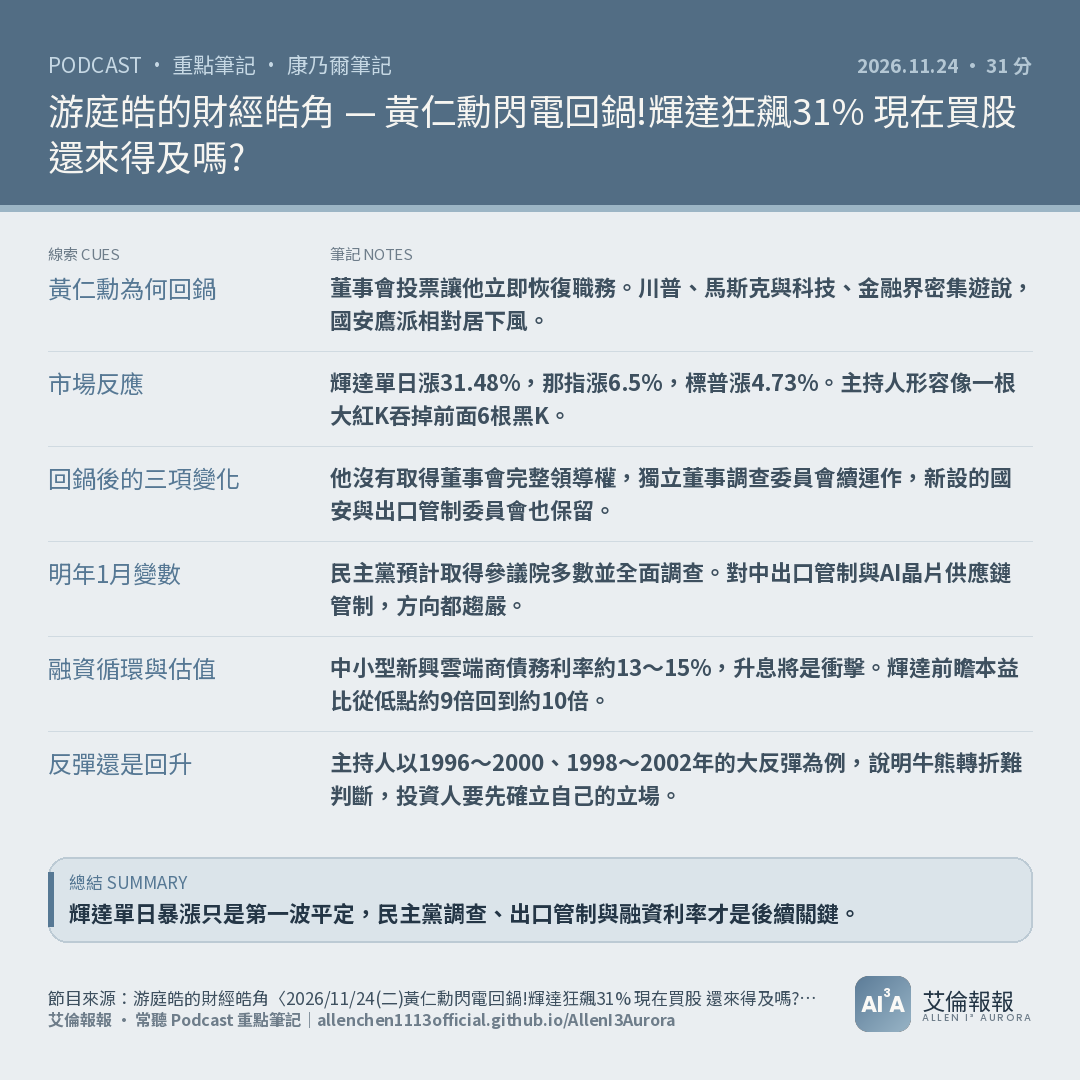 PODCAST • 重點筆記 • 康乃爾筆記
2026.11.24 • 31 分
游庭皓的財經皓角 — 黃仁勳閃電回鍋!輝達狂飆31% 現在買股
還來得及嗎?
線索 CUES
筆記 NOTES
黃仁勳為何回鍋
董事會投票讓他立即恢復職務。川普、馬斯克與科技、金融界密集遊說，
國安鷹派相對居下風。
市場反應
輝達單日漲31.48%，那指漲6.5%，標普漲4.73%。主持人形容像一根
大紅K吞掉前面6根黑K。
回鍋後的三項變化
他沒有取得董事會完整領導權，獨立董事調查委員會續運作，新設的國
安與出口管制委員會也保留。
明年1月變數
民主黨預計取得參議院多數並全面調查。對中出口管制與AI晶片供應鏈
管制，方向都趨嚴。
融資循環與估值
中小型新興雲端商債務利率約13～15%，升息將是衝擊。輝達前瞻本益
比從低點約9倍回到約10倍。
反彈還是回升
主持人以1996～2000、1998～2002年的大反彈為例，說明牛熊轉折難
判斷，投資人要先確立自己的立場。
總結 SUMMARY
輝達單日暴漲只是第一波平定，民主黨調查、出口管制與融資利率才是後續關鍵。
節目來源：游庭皓的財經皓角〈2026/11/24(二)黃仁勳閃電回鍋!輝達狂飆31% 現在買股 還來得及嗎?…
艾倫報報 • 常聽 Podcast 重點筆記｜allenchen1113official.github.io/AllenI3Aurora
AI³A
艾倫報報
ALLEN I³ AURORA